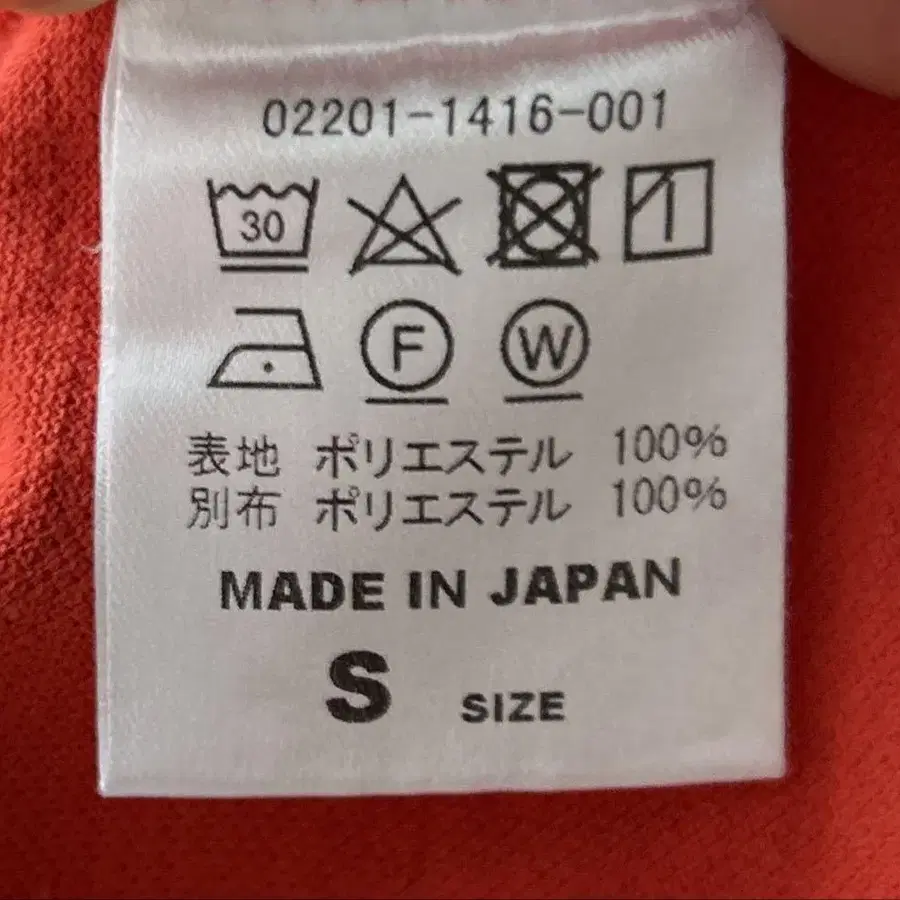 02201-1416-001
30
F W
表地 ポリエステル 100%
別布 ポリエステル 100%
MADE IN JAPAN
S SIZE